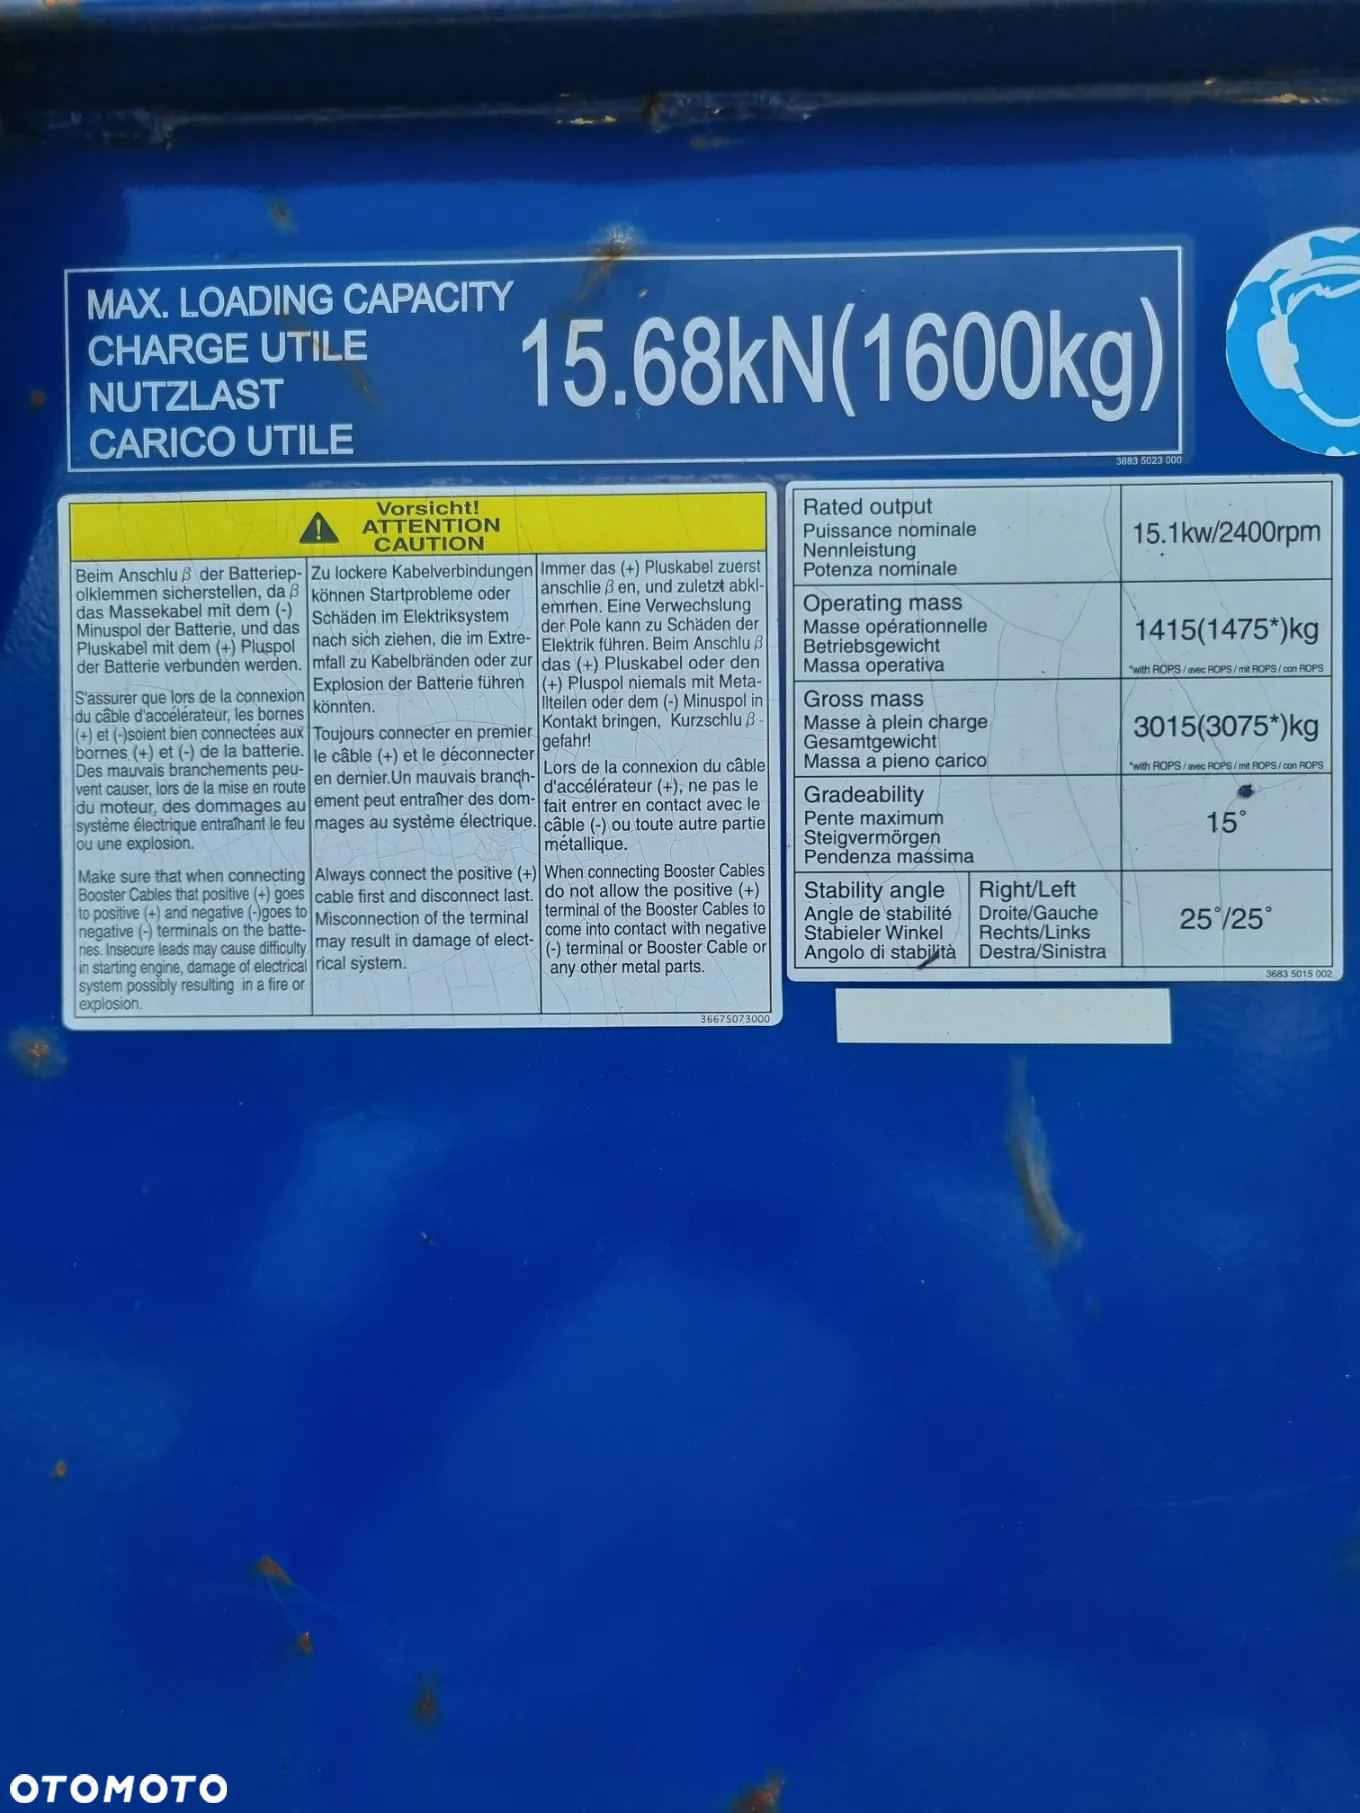 MAX. LOADING CAPACITY
CHARGE UTILE
NUTZLAST
CARICO UTILE
15.68kN(1600kg)
3683 5023 000
Vorsicht!
ATTENTION
CAUTION
Beim Anschluβ der Batteriep-
olklemmen sicherstellen, daβ
das Massekabel mit dem (-)
Minuspol der Batterie, und das
Pluskabel mit dem (+) Pluspol
der Batterie verbunden werden.
S'assurer que lors de la connexion
du câble d'accélérateur, les bornes
(+) et (-)soient bien connectées aux
bornes (+) et (-) de la batterie.
Des mauvais branchements peu-
vent causer, lors de la mise en route
du moteur, des dommages au
système électrique entraînant le feu
ou une explosion.
Make sure that when connecting
Booster Cables that positive (+) goes
to positive (+) and negative (-)goes to
negative (-) terminals on the batte-
ries. Insecure leads may cause difficulty
in starting engine, damage of electrical
system possibly resulting in a fire or
explosion.
Zu lockere Kabelverbindungen
können Startprobleme oder
Schäden im Elektriksystem
nach sich ziehen, die im Extre-
mfall zu Kabelbränden oder zur
Explosion der Batterie führen
könnten.
Toujours connecter en premier
le câble (+) et le déconnecter
en dernier.Un mauvais branch-
ement peut entraîner des dom-
mages au système électrique.
Always connect the positive (+)
cable first and disconnect last.
Misconnection of the terminal
may result in damage of elect-
rical system.
Immer das (+) Pluskabel zuerst
anschlieβen, und zuletzt abkl-
emmen. Eine Verwechslung
der Pole kann zu Schäden der
Elektrik führen. Beim Anschluβ
das (+) Pluskabel oder den
(+) Pluspol niemals mit Meta-
llteilen oder dem (-) Minuspol in
Kontakt bringen, Kurzschluβ-
gefahr!
Lors de la connexion du câble
d'accélérateur (+), ne pas le
fait entrer en contact avec le
câble (-) ou toute autre partie
métallique.
When connecting Booster Cables
do not allow the positive (+)
terminal of the Booster Cables to
come into contact with negative
(-) terminal or Booster Cable or
any other metal parts.
36675073000
Rated output
Puissance nominale
Nennleistung
Potenza nominale
15.1kw/2400rpm
Operating mass
Masse opérationnelle
Betriebsgewicht
Massa operativa
1415(1475*)kg
*with ROPS / avec ROPS / mit ROPS / con ROPS
Gross mass
Masse à plein charge
Gesamtgewicht
Massa a pieno carico
3015(3075*)kg
*with ROPS / avec ROPS / mit ROPS / con ROPS
Gradeability
Pente maximum
Steigvermörgen
Pendenza massima
15°
Stability angle
Angle de stabilité
Stabieler Winkel
Angolo di stabilità
Right/Left
Droite/Gauche
Rechts/Links
Destra/Sinistra
25°/25°
3683 5015 002
OTOMOTO